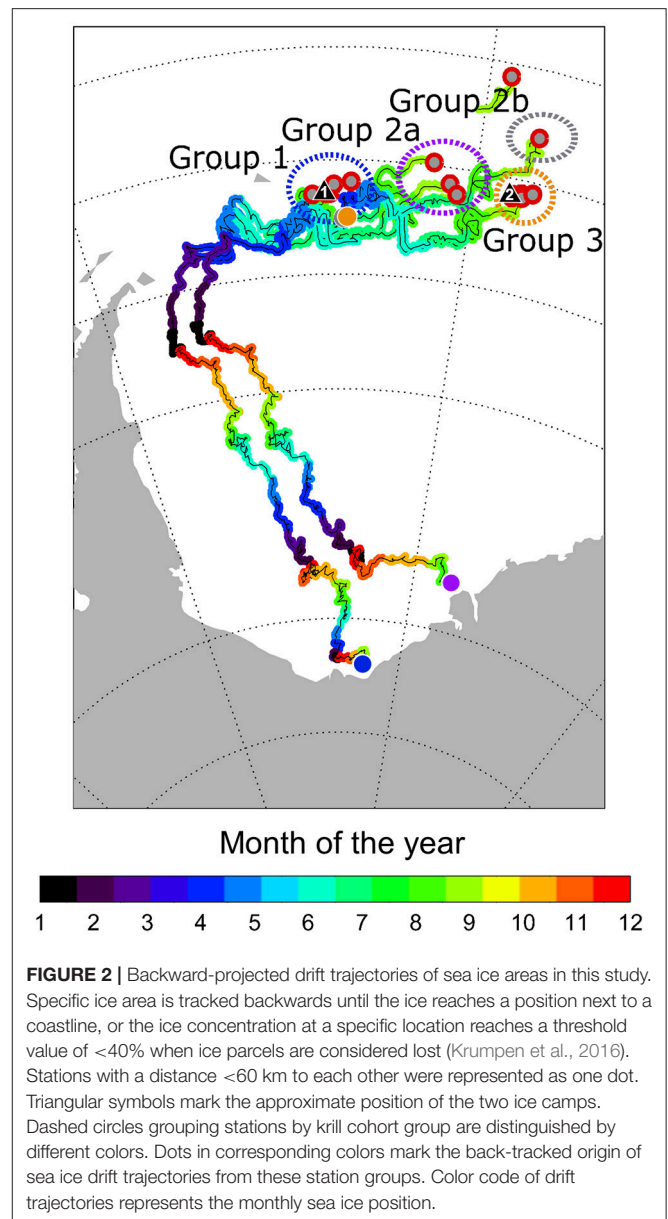 Group 2b
Group 2a
Group 1
1
2
Group 3
Month of the year
1 2 3 4 5 6 7 8 9 10 11 12
FIGURE 2 | Backward-projected drift trajectories of sea ice areas in this study.
Specific ice area is tracked backwards until the ice reaches a position next to a
coastline, or the ice concentration at a specific location reaches a threshold
value of <40% when ice parcels are considered lost (Krumpen et al., 2016).
Stations with a distance <60 km to each other were represented as one dot.
Triangular symbols mark the approximate position of the two ice camps.
Dashed circles grouping stations by krill cohort group are distinguished by
different colors. Dots in corresponding colors mark the back-tracked origin of
sea ice drift trajectories from these station groups. Color code of drift
trajectories represents the monthly sea ice position.